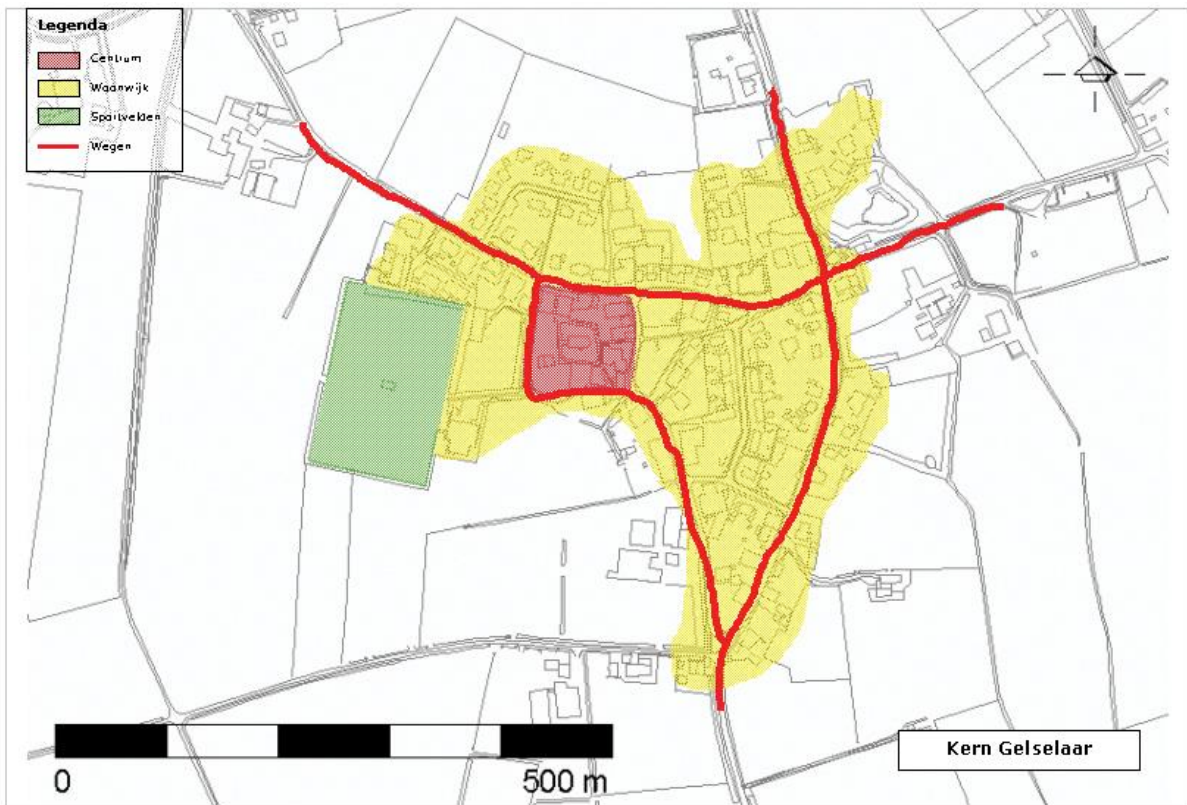 Legenda
Centrum
Woonwijk
Sportvelden
Wegen
0
500 m
Kern Gelselaar